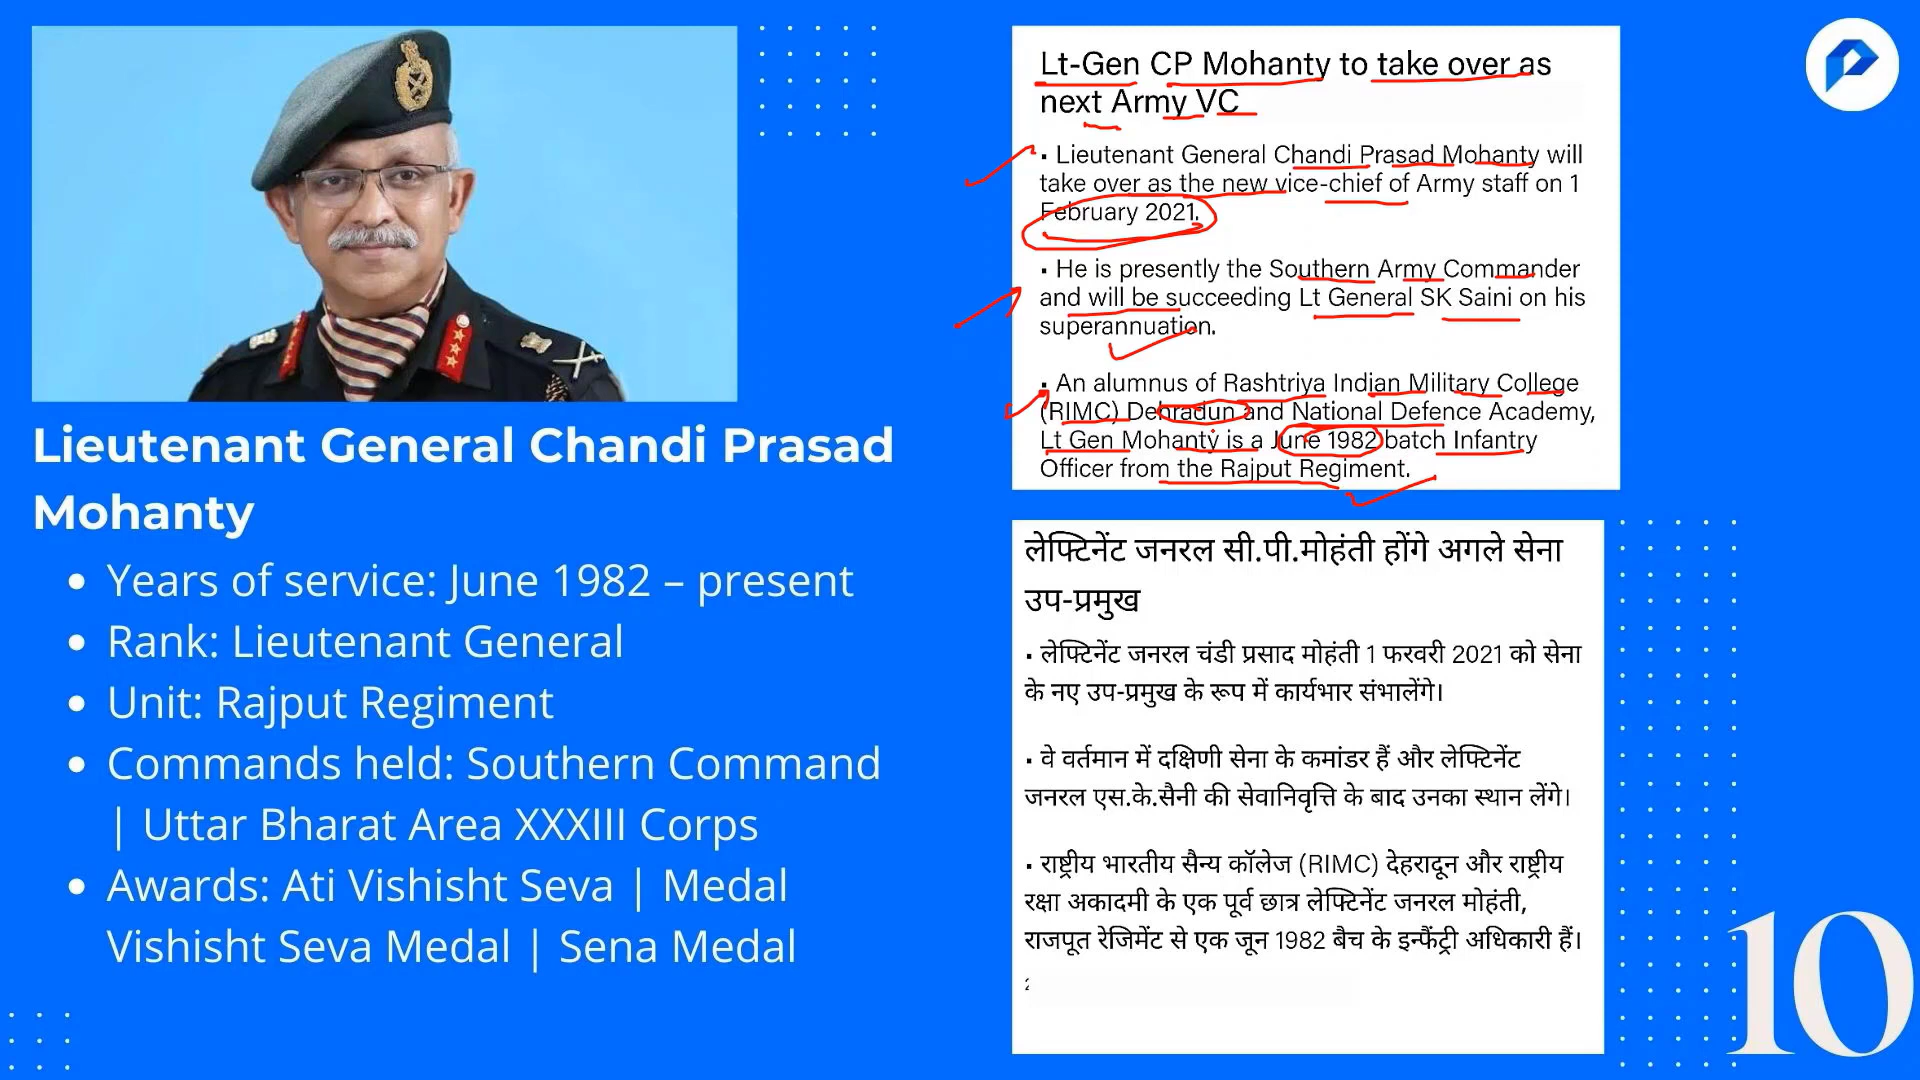 Lieutenant General Chandi Prasad
Mohanty
• Years of service: June 1982 – present
• Rank: Lieutenant General
• Unit: Rajput Regiment
• Commands held: Southern Command
| Uttar Bharat Area XXXIII Corps
• Awards: Ati Vishisht Seva | Medal
Vishisht Seva Medal | Sena Medal
Lt-Gen CP Mohanty to take over as
next Army VC
▪ Lieutenant General Chandi Prasad Mohanty will
take over as the new vice-chief of Army staff on 1
February 2021.
▪ He is presently the Southern Army Commander
and will be succeeding Lt General SK Saini on his
superannuation.
▪ An alumnus of Rashtriya Indian Military College
(RIMC) Dehradun and National Defence Academy,
Lt Gen Mohanty is a June 1982 batch Infantry
Officer from the Rajput Regiment.
लेफ्टिनेंट जनरल सी.पी.मोहंती होंगे अगले सेना
उप-प्रमुख
▪ लेफ्टिनेंट जनरल चंडी प्रसाद मोहंती 1 फरवरी 2021 को सेना
के नए उप-प्रमुख के रूप में कार्यभार संभालेंगे।
▪ वे वर्तमान में दक्षिणी सेना के कमांडर हैं और लेफ्टिनेंट
जनरल एस.के.सैनी की सेवानिवृत्ति के बाद उनका स्थान लेंगे।
▪ राष्ट्रीय भारतीय सैन्य कॉलेज (RIMC) देहरादून और राष्ट्रीय
रक्षा अकादमी के एक पूर्व छात्र लेफ्टिनेंट जनरल मोहंती,
राजपूत रेजिमेंट से एक जून 1982 बैच के इन्फैंट्री अधिकारी हैं।
10